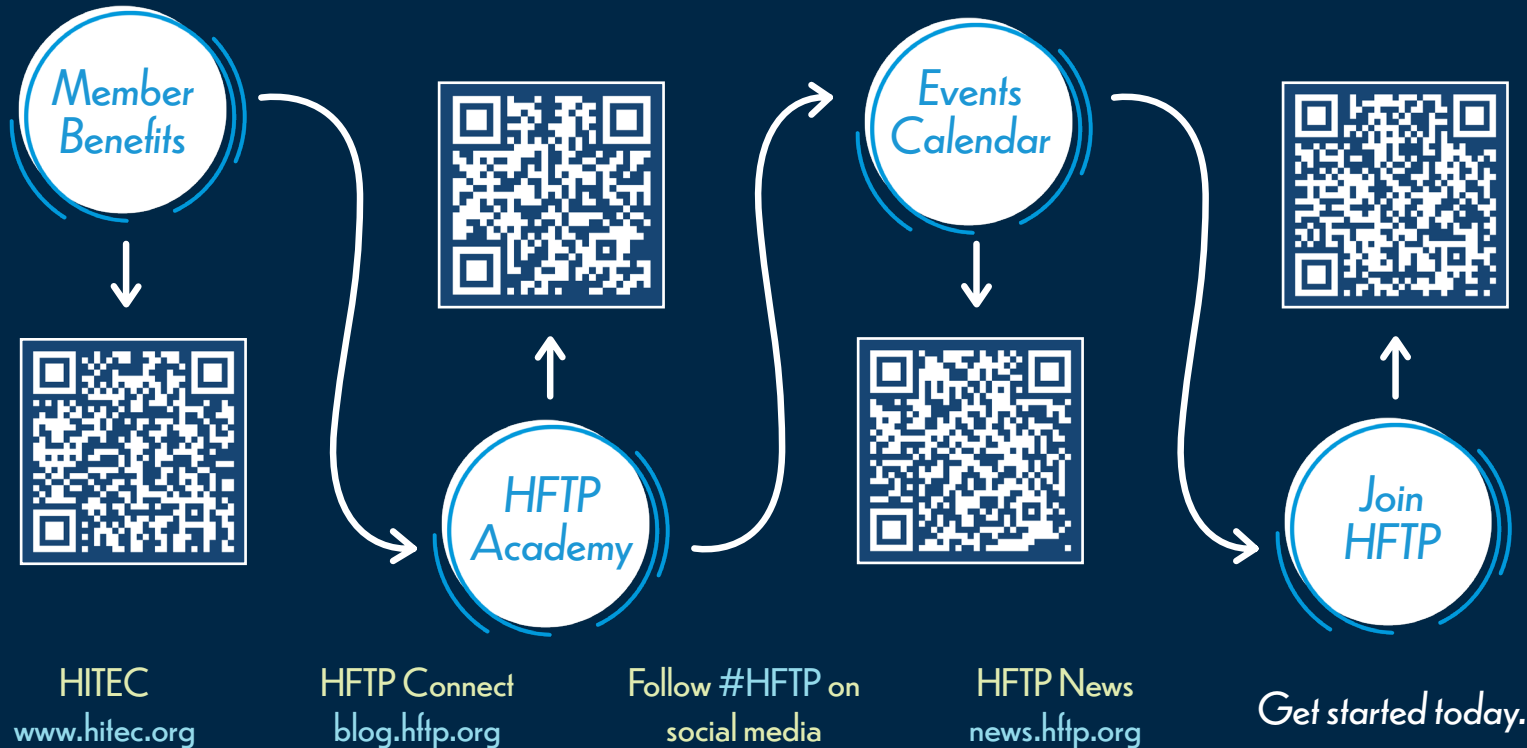 Member
Benefits
HFTP
Academy
Events
Calendar
Join
HFTP
HITEC
www.hitec.org
HFTP Connect
blog.hftp.org
Follow #HFTP on
social media
HFTP News
news.hftp.org
Get started today.